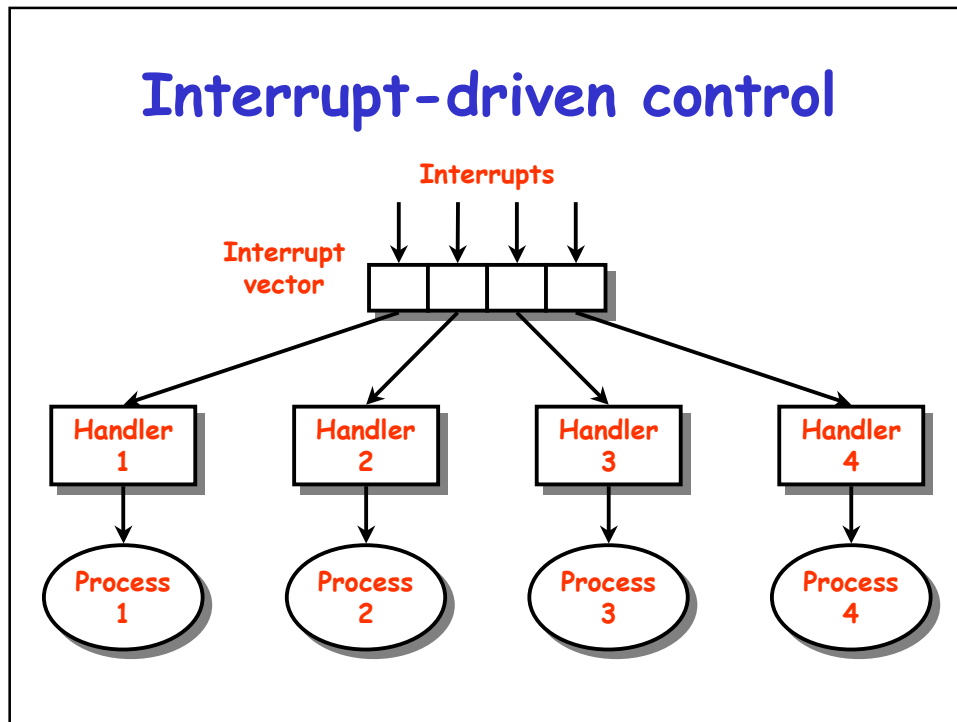 Interrupt-driven control
Interrupts
Interrupt
vector
Handler
1
Handler
2
Handler
3
Handler
4
Process
1
Process
2
Process
3
Process
4